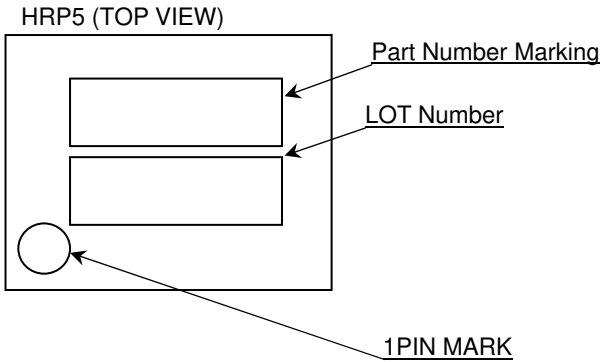 HRP5 (TOP VIEW)
Part Number Marking
LOT Number
1PIN MARK